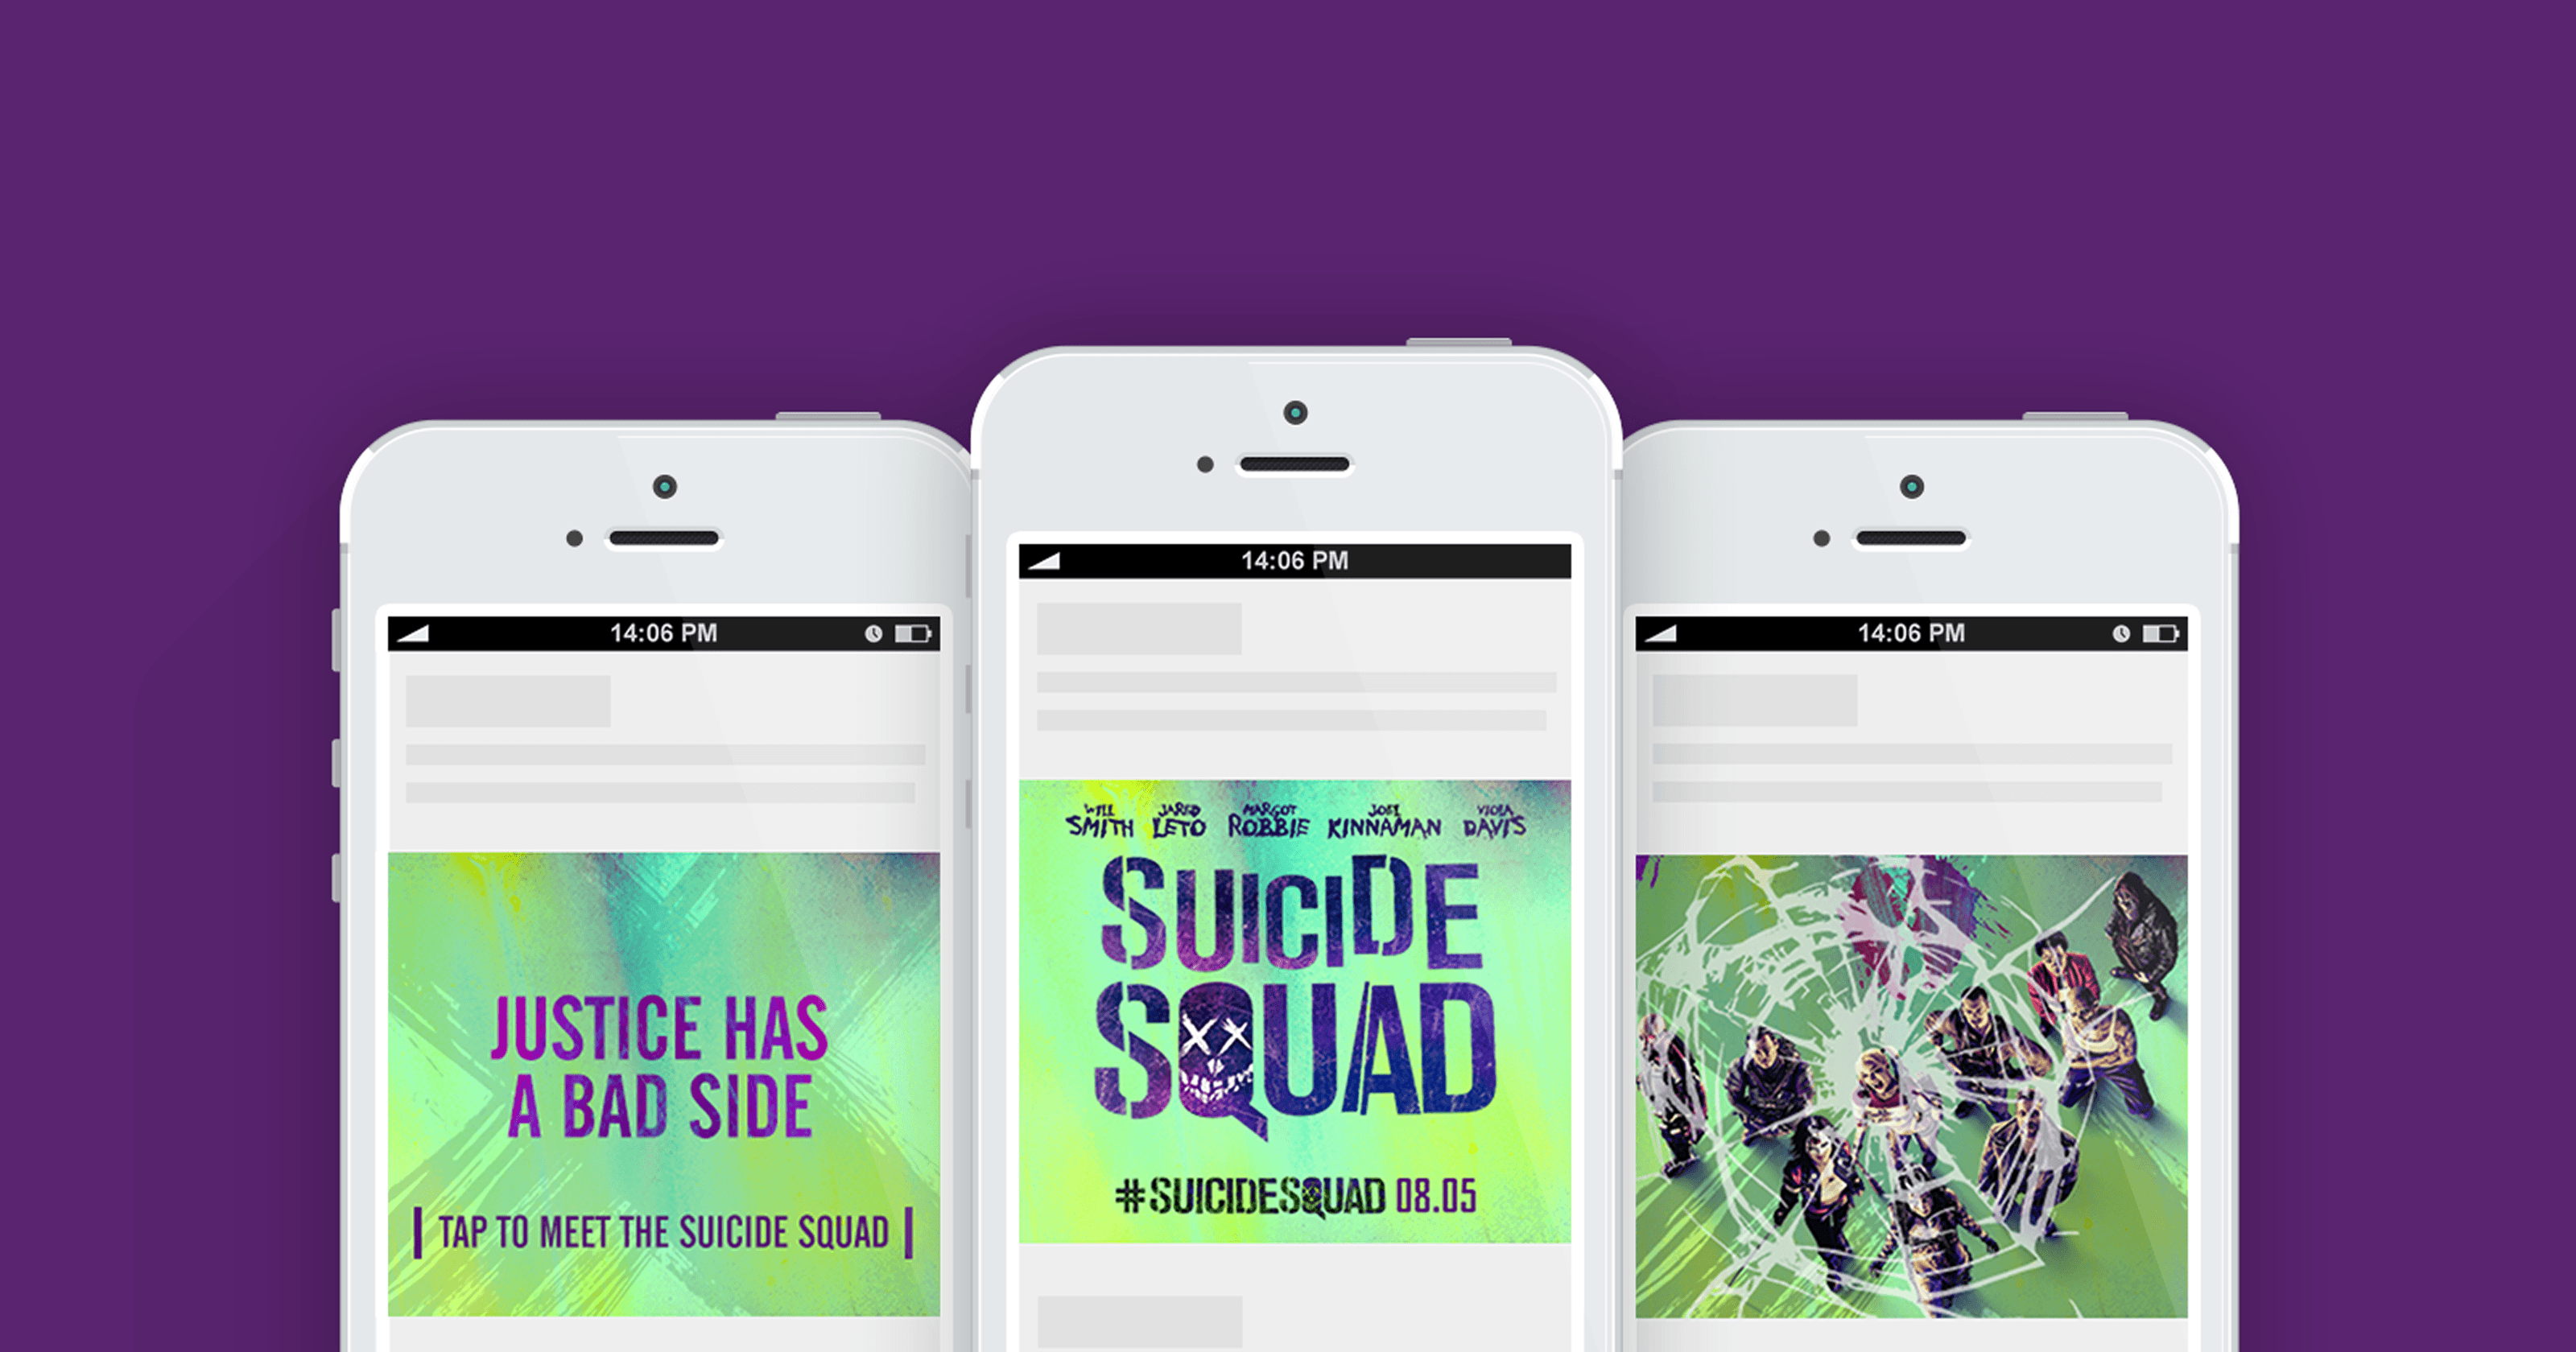 14:06 PM
JUSTICE HAS
A BAD SIDE
TAP TO MEET THE SUICIDE SQUAD
14:06 PM
WILL SMITH JARED LETO MARGOT ROBBIE JOEL KINNAMAN VIOLA DAVIS
SUICIDE
SQUAD
#SUICIDESQUAD 08.05
14:06 PM